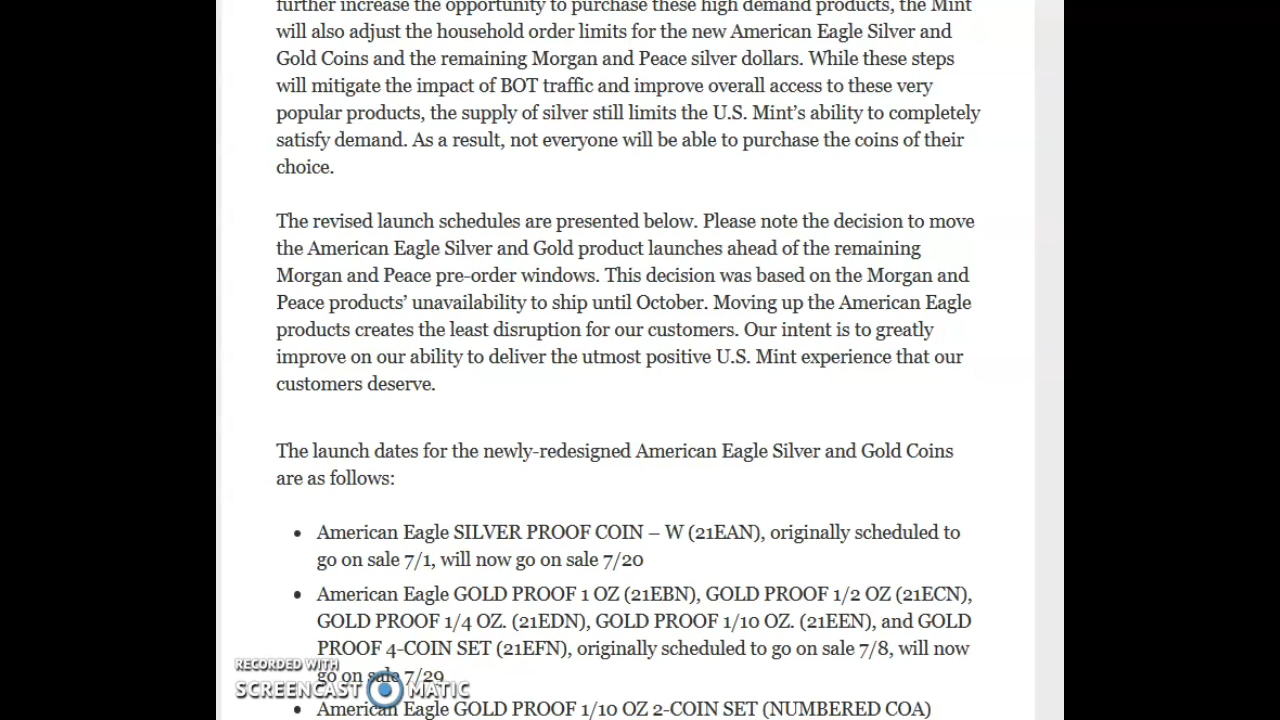 further increase the opportunity to purchase these high demand products, the Mint
will also adjust the household order limits for the new American Eagle Silver and
Gold Coins and the remaining Morgan and Peace silver dollars. While these steps
will mitigate the impact of BOT traffic and improve overall access to these very
popular products, the supply of silver still limits the U.S. Mint’s ability to completely
satisfy demand. As a result, not everyone will be able to purchase the coins of their
choice.
The revised launch schedules are presented below. Please note the decision to move
the American Eagle Silver and Gold product launches ahead of the remaining
Morgan and Peace pre-order windows. This decision was based on the Morgan and
Peace products’ unavailability to ship until October. Moving up the American Eagle
products creates the least disruption for our customers. Our intent is to greatly
improve on our ability to deliver the utmost positive U.S. Mint experience that our
customers deserve.
The launch dates for the newly-redesigned American Eagle Silver and Gold Coins
are as follows:
• American Eagle SILVER PROOF COIN – W (21EAN), originally scheduled to
go on sale 7/1, will now go on sale 7/20
• American Eagle GOLD PROOF 1 OZ (21EBN), GOLD PROOF 1/2 OZ (21ECN),
GOLD PROOF 1/4 OZ. (21EDN), GOLD PROOF 1/10 OZ. (21EEN), and GOLD
PROOF 4-COIN SET (21EFN), originally scheduled to go on sale 7/8, will now
go on sale 7/29
• American Eagle GOLD PROOF 1/10 OZ 2-COIN SET (NUMBERED COA)
RECORDED WITH
SCREENCAST MATIC